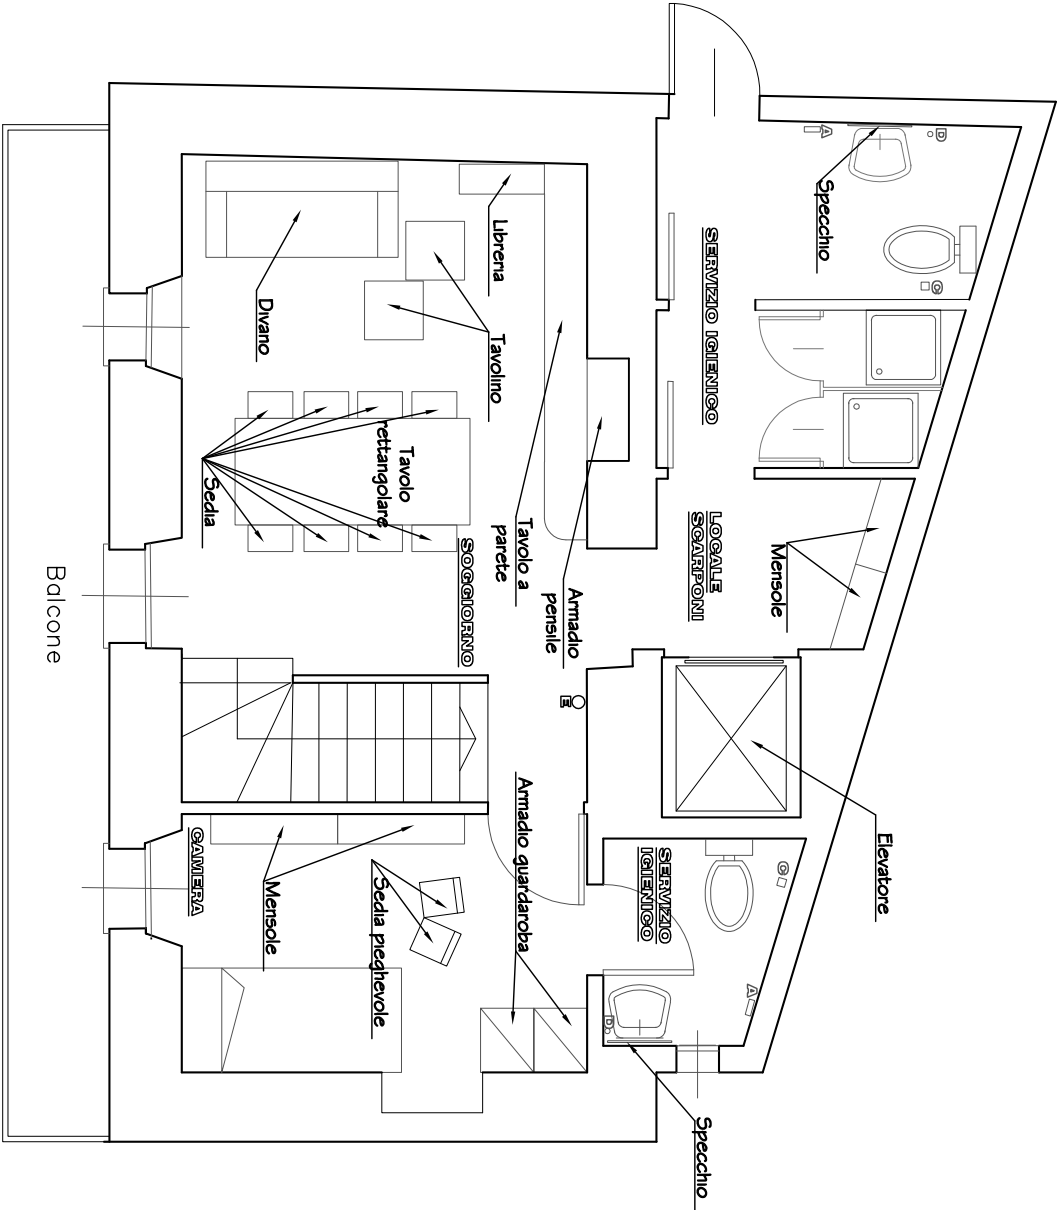 D
C
Elevatore
A
Specchio
C
Mensole
A
SERVIZIO IGIENICO
LOCALE
SCARPONI
Specchio
SERVIZIO
IGIENICO
D
Armadio
pensile
E
Tavolo a
parete
Armadio guardaroba
Libreria
Tavolino
SOGGIORNO
Tavolo
rettangolare
Sedia pieghevole
Divano
Mensole
Sedia
CAMERA
Balcone